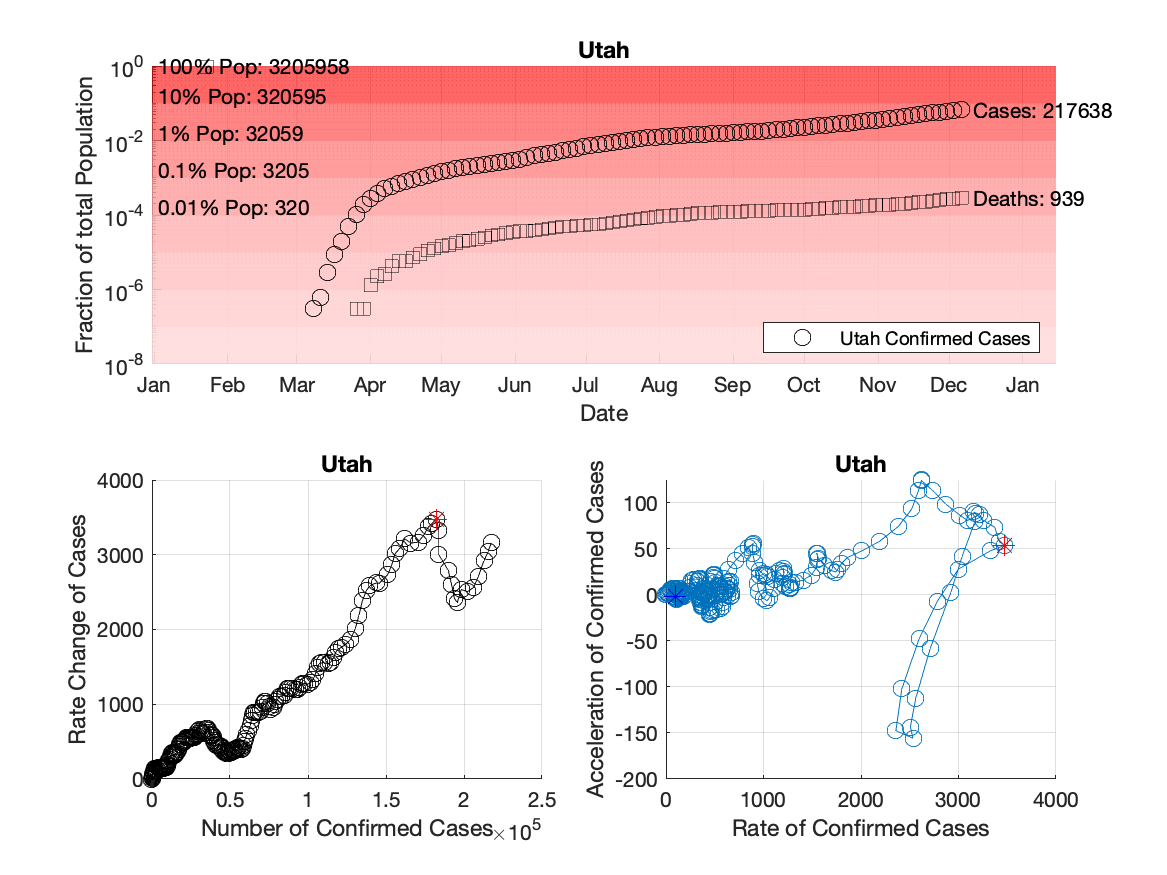 Utah
10^0
100% Pop: 3205958
10% Pop: 320595
1% Pop: 32059
0.1% Pop: 3205
0.01% Pop: 320
10^-2
10^-4
10^-6
10^-8
Fraction of total Population
Cases: 217638
Deaths: 939
Utah Confirmed Cases
Jan Feb Mar Apr May Jun Jul Aug Sep Oct Nov Dec Jan
Date
Utah
4000
3000
2000
1000
0
Rate Change of Cases
0 0.5 1 1.5 2 2.5
Number of Confirmed Cases ×10^5
Utah
100
50
0
-50
-100
-150
-200
Acceleration of Confirmed Cases
0 1000 2000 3000 4000
Rate of Confirmed Cases